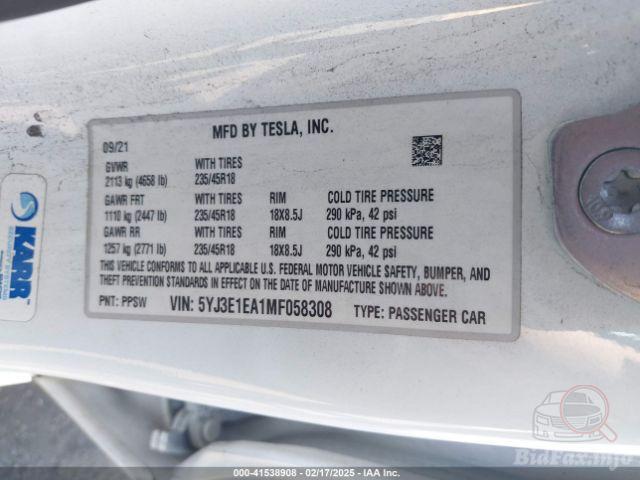 MFD BY TESLA, INC.
09/21
GVWR WITH TIRES
2113 kg (4658 lb) 235/45R18
GAWR FRT WITH TIRES RIM COLD TIRE PRESSURE
1110 kg (2447 lb) 235/45R18 18X8.5J 290 kPa, 42 psi
GAWR RR WITH TIRES RIM COLD TIRE PRESSURE
1257 kg (2771 lb) 235/45R18 18X8.5J 290 kPa, 42 psi
THIS VEHICLE CONFORMS TO ALL APPLICABLE U.S. FEDERAL MOTOR VEHICLE SAFETY, BUMPER, AND
THEFT PREVENTION STANDARDS IN EFFECT ON THE DATE OF MANUFACTURE SHOWN ABOVE.
PNT: PPSW VIN: 5YJ3E1EA1MF058308 TYPE: PASSENGER CAR
KARR
000-41538908 - 02/17/2025 - IAA Inc.
BidFax.info